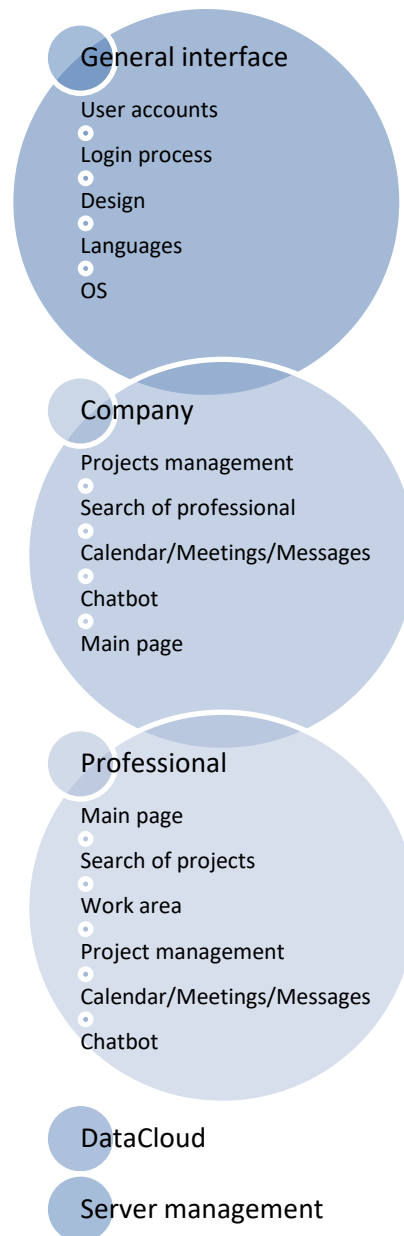 General interface
User accounts
Login process
Design
Languages
OS
Company
Projects management
Search of professional
Calendar/Meetings/Messages
Chatbot
Main page
Professional
Main page
Search of projects
Work area
Project management
Calendar/Meetings/Messages
Chatbot
DataCloud
Server management